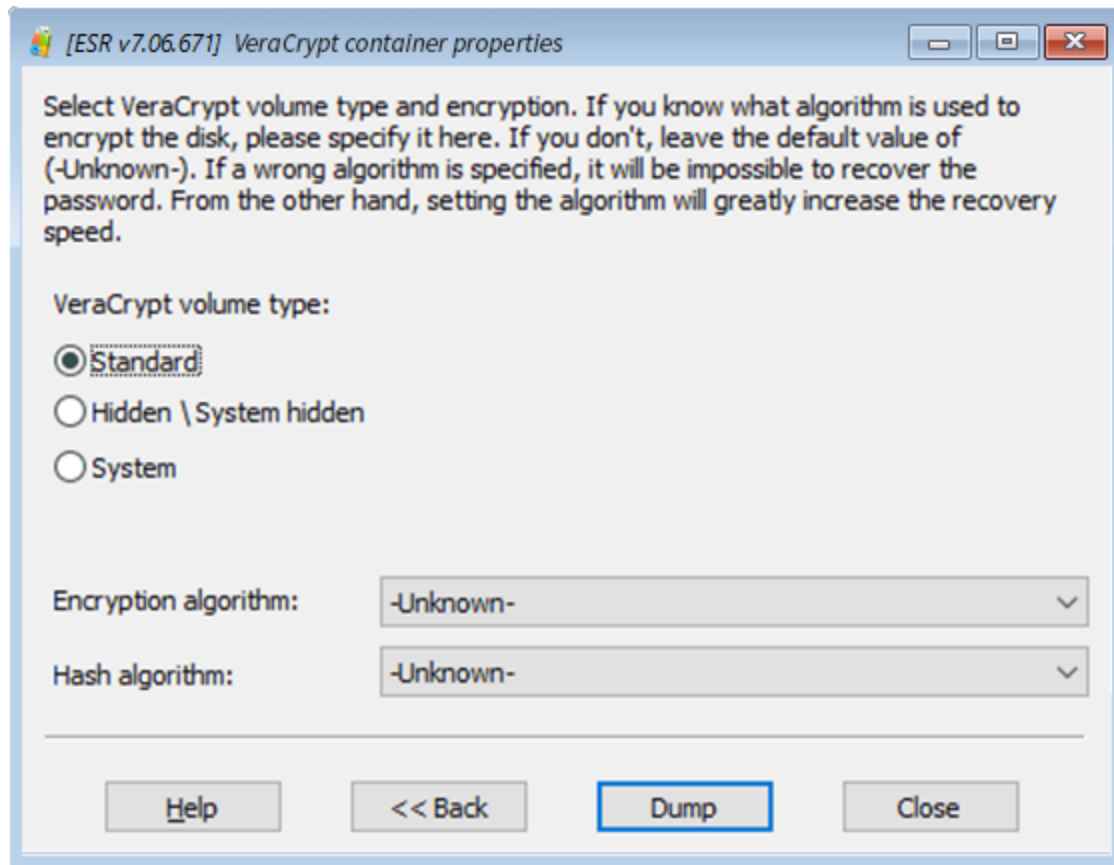 [ESR v7.06.671] VeraCrypt container properties
Select VeraCrypt volume type and encryption. If you know what algorithm is used to
encrypt the disk, please specify it here. If you don't, leave the default value of
(-Unknown-). If a wrong algorithm is specified, it will be impossible to recover the
password. From the other hand, setting the algorithm will greatly increase the recovery
speed.
VeraCrypt volume type:
Standard
Hidden \ System hidden
System
Encryption algorithm: -Unknown-
Hash algorithm: -Unknown-
Help << Back Dump Close